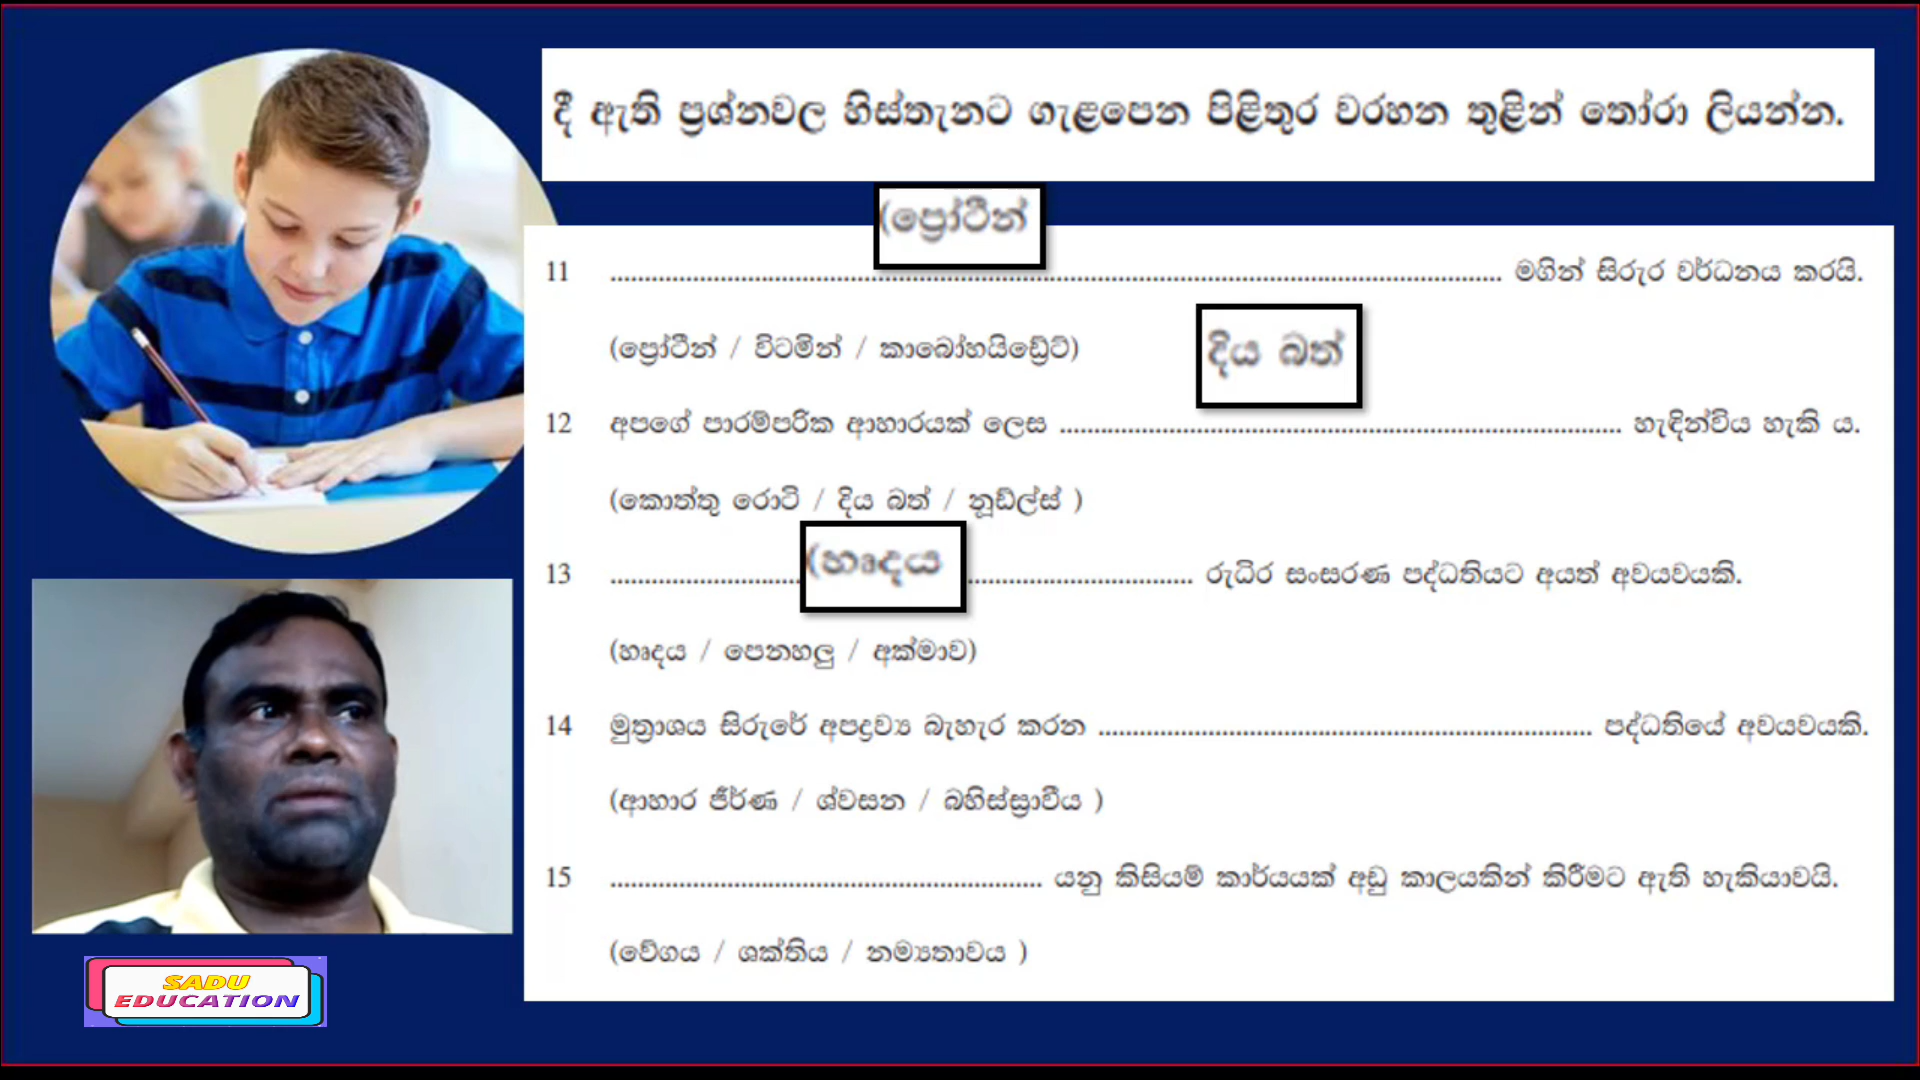 දී ඇති ප්‍රශ්නවල හිස්තැනට ගැළපෙන පිළිතුර වරහන තුළින් තෝරා ලියන්න.
(ප්‍රෝටීන්
11 .......................................................... මගින් සිරුර වර්ධනය කරයි.
(ප්‍රෝටීන් / විටමින් / කාබෝහයිඩ්‍රේට්)
දිය බත්
12 අපගේ පාරම්පරික ආහාරයක් ලෙස .......................................................... හැඳින්විය හැකි ය.
(කොත්තු රොටි / දිය බත් / නූඩ්ල්ස් )
(හෘදය
13 .......................................................... රුධිර සංසරණ පද්ධතියට අයත් අවයවයකි.
(හෘදය / පෙනහලු / අක්මාව)
14 මුත්‍රාශය සිරුරේ අපද්‍රව්‍ය බැහැර කරන .......................................................... පද්ධතියේ අවයවයකි.
(ආහාර ජීර්ණ / ශ්වසන / බහිස්ස්‍රාවීය )
15 .......................................................... යනු කිසියම් කාර්යයක් අඩු කාලයකින් කිරීමට ඇති හැකියාවයි.
(වේගය / ශක්තිය / නම්‍යතාවය )
SADU
EDUCATION